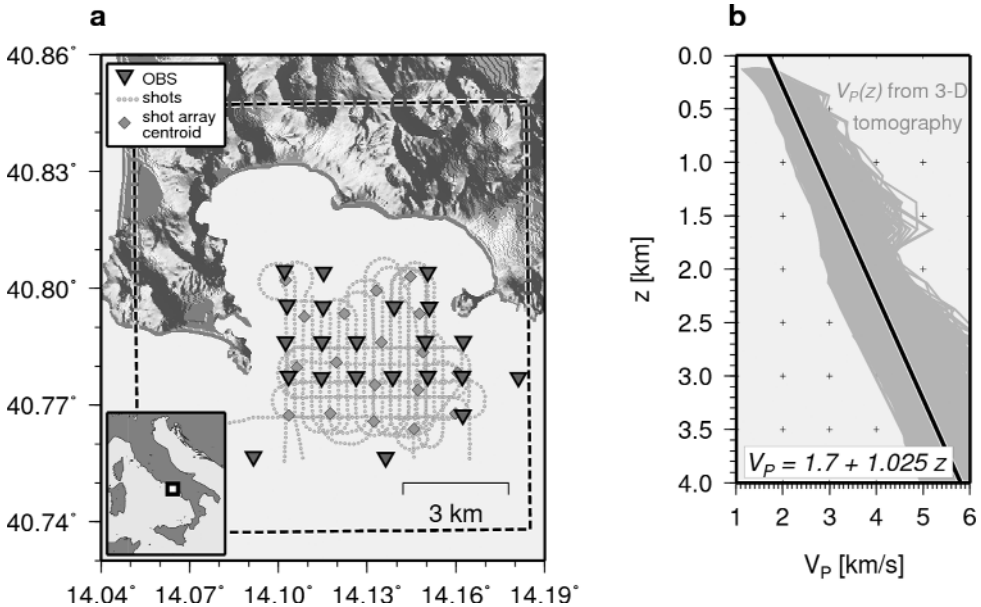 a
40.86°
40.83°
40.80°
40.77°
40.74°
OBS
shots
shot array
centroid
3 km
14.04° 14.07° 14.10° 14.13° 14.16° 14.19°
b
0.0
0.5
1.0
1.5
2.0
2.5
3.0
3.5
4.0
z [km]
VP(z) from 3-D
tomography
VP = 1.7 + 1.025 z
1 2 3 4 5 6
VP [km/s]